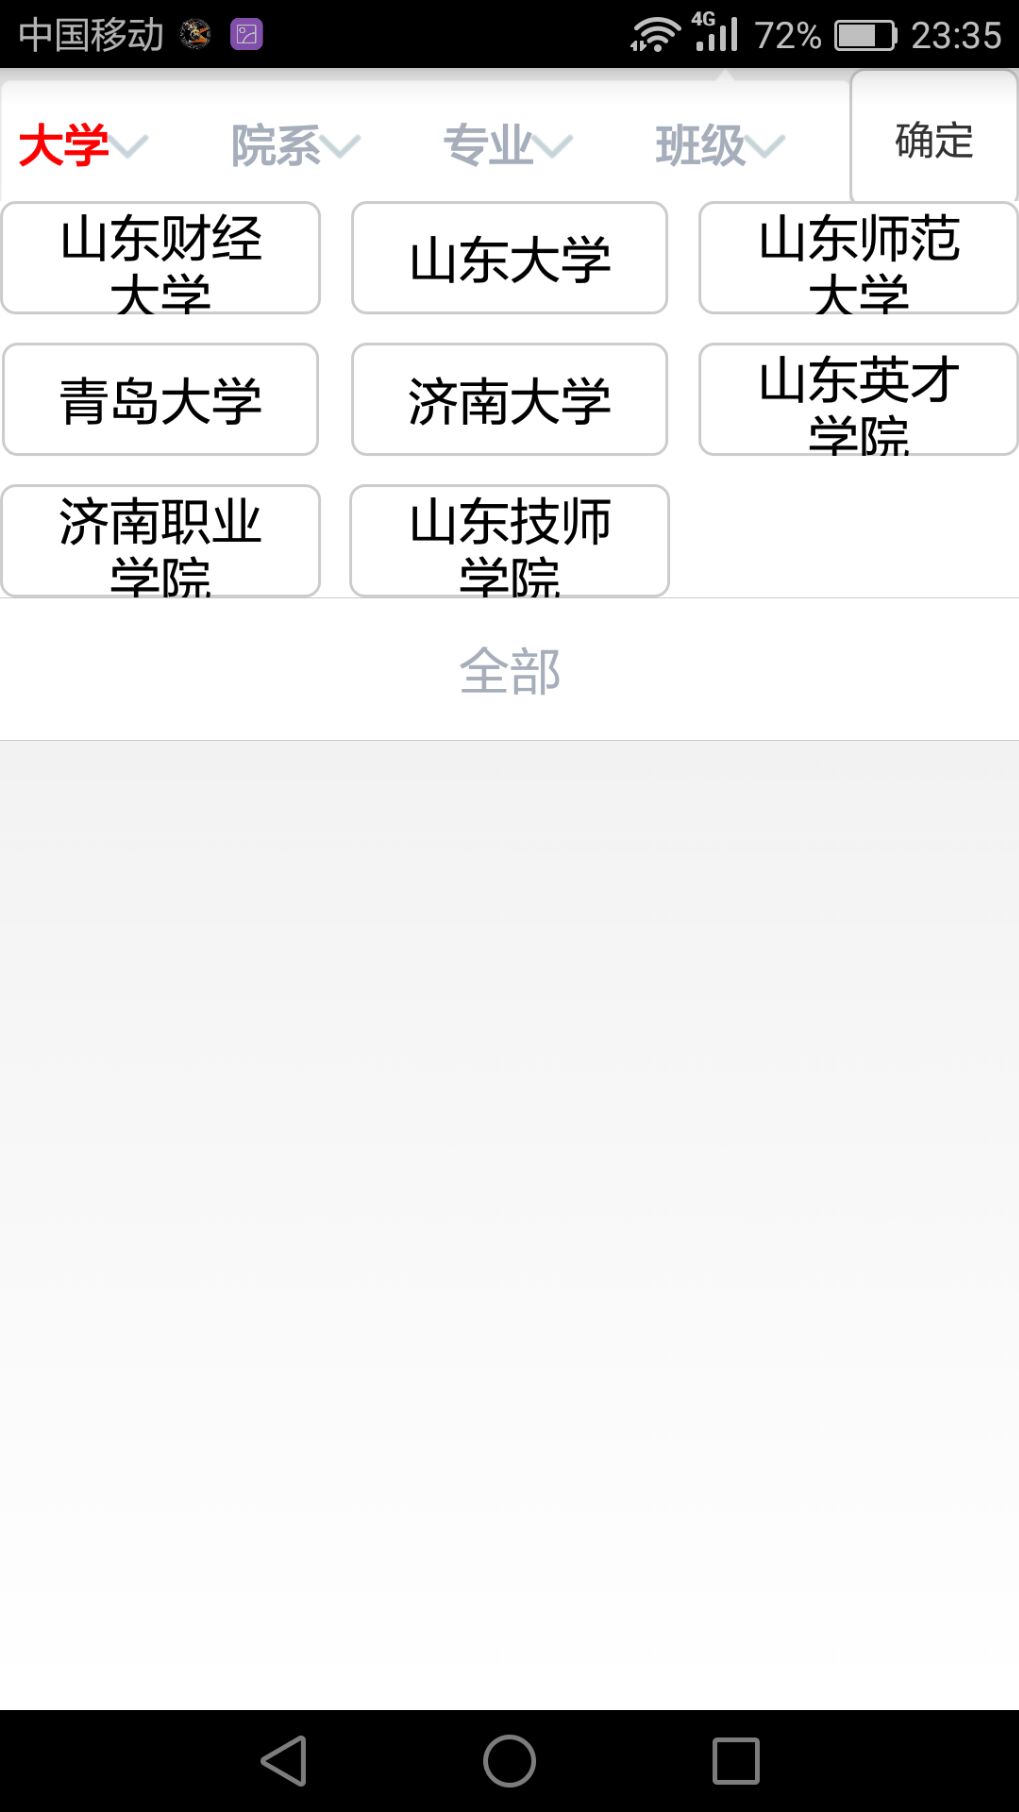 中国移动 4G 72% 23:35
大学 院系 专业 班级 确定
山东财经 山东大学 山东师范
大学 大学
青岛大学 济南大学 山东英才
学院
济南职业 山东技师
学院 学院
全部